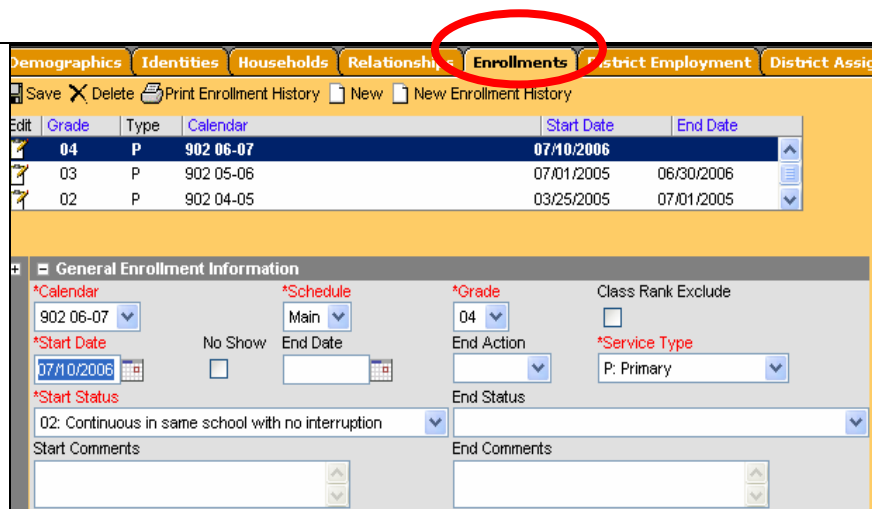 Demographics Identities Households Relationships Enrollments District Employment District Assig
Save Delete Print Enrollment History New New Enrollment History
Edit Grade Type Calendar Start Date End Date
04 P 902 06-07 07/10/2006
03 P 902 05-06 07/01/2005 06/30/2006
02 P 902 04-05 03/25/2005 07/01/2005
General Enrollment Information
*Calendar *Schedule *Grade Class Rank Exclude
902 06-07 Main 04
*Start Date No Show End Date End Action *Service Type
07/10/2006 P: Primary
*Start Status End Status
02: Continuous in same school with no interruption
Start Comments End Comments